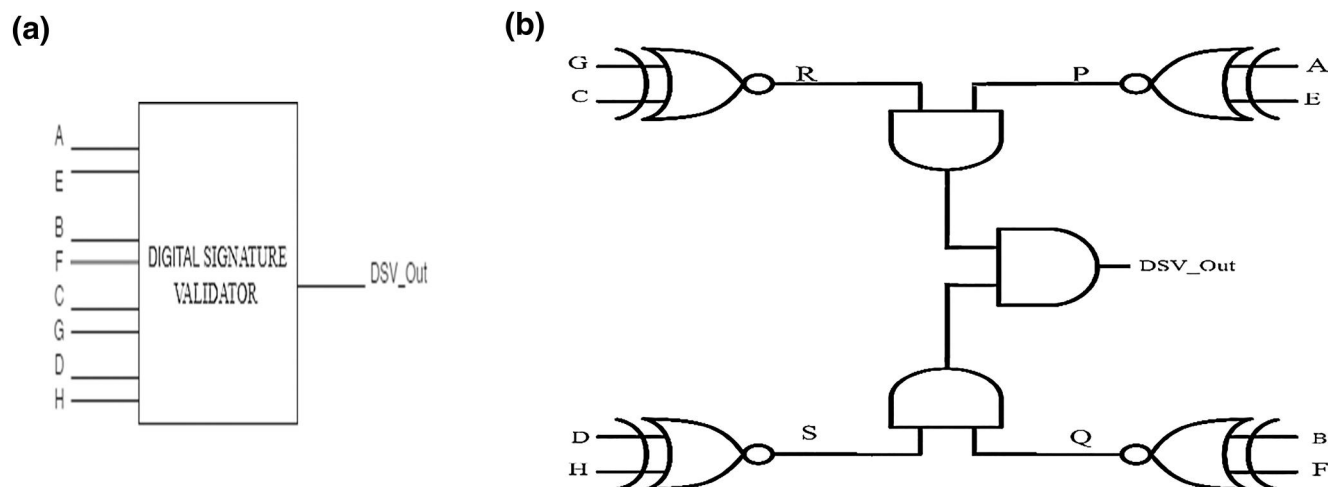 (a)
A
E
B
F
C
G
D
H
DIGITAL SIGNATURE
VALIDATOR
DSV_Out
(b)
G
C
R
P
A
E
DSV_Out
D
H
S
Q
B
F